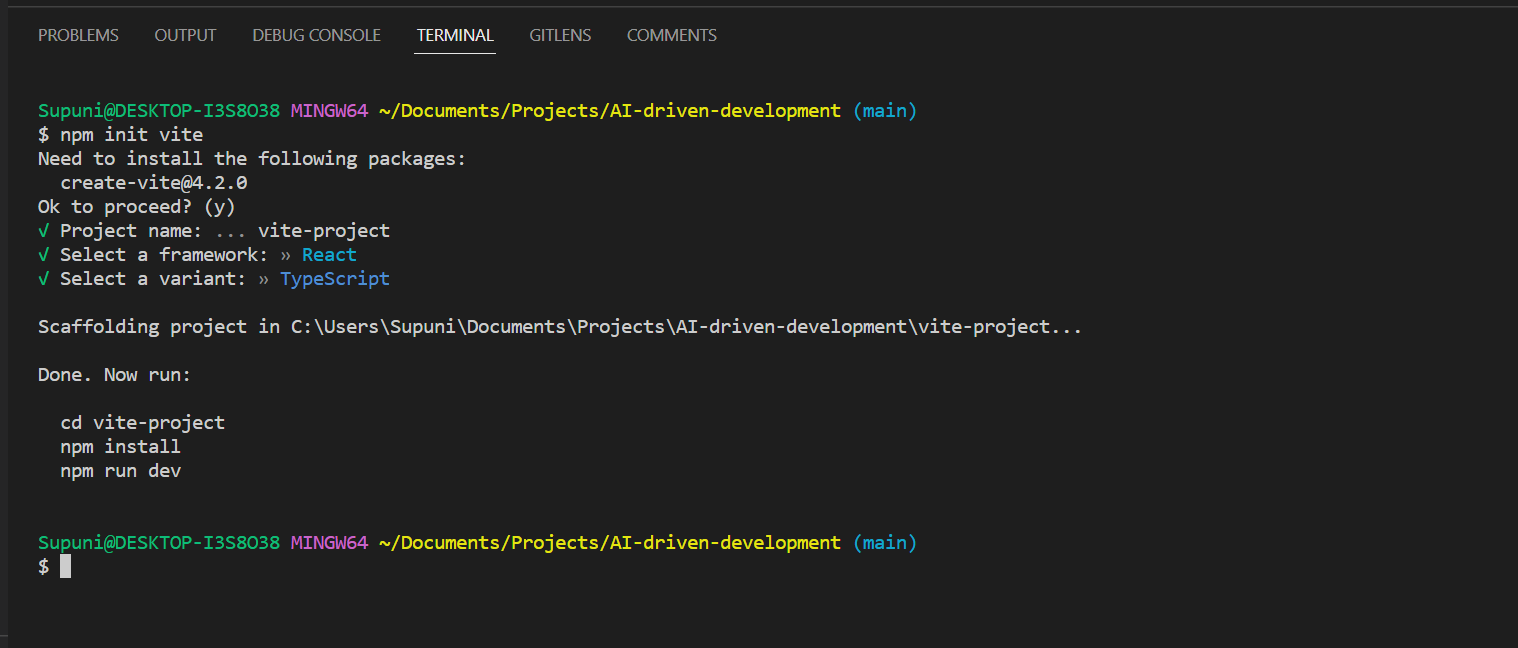 PROBLEMS OUTPUT DEBUG CONSOLE TERMINAL GITLENS COMMENTS
Supuni@DESKTOP-I3S8O38 MINGW64 ~/Documents/Projects/AI-driven-development (main)
$ npm init vite
Need to install the following packages:
  create-vite@4.2.0
Ok to proceed? (y)
√ Project name: ... vite-project
√ Select a framework: » React
√ Select a variant: » TypeScript
Scaffolding project in C:\Users\Supuni\Documents\Projects\AI-driven-development\vite-project...
Done. Now run:
  cd vite-project
  npm install
  npm run dev
Supuni@DESKTOP-I3S8O38 MINGW64 ~/Documents/Projects/AI-driven-development (main)
$